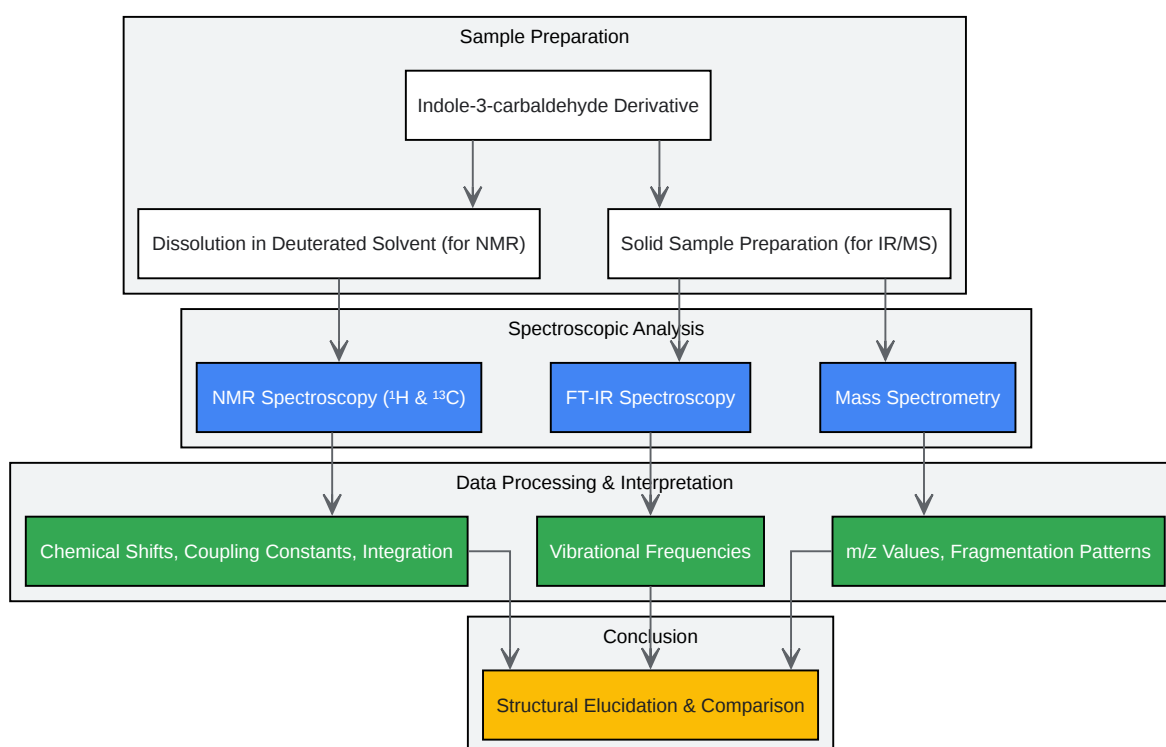 Sample Preparation
Indole-3-carbaldehyde Derivative
Dissolution in Deuterated Solvent (for NMR)
Solid Sample Preparation (for IR/MS)
Spectroscopic Analysis
NMR Spectroscopy (¹H & ¹³C)
FT-IR Spectroscopy
Mass Spectrometry
Data Processing & Interpretation
Chemical Shifts, Coupling Constants, Integration
Vibrational Frequencies
m/z Values, Fragmentation Patterns
Conclusion
Structural Elucidation & Comparison